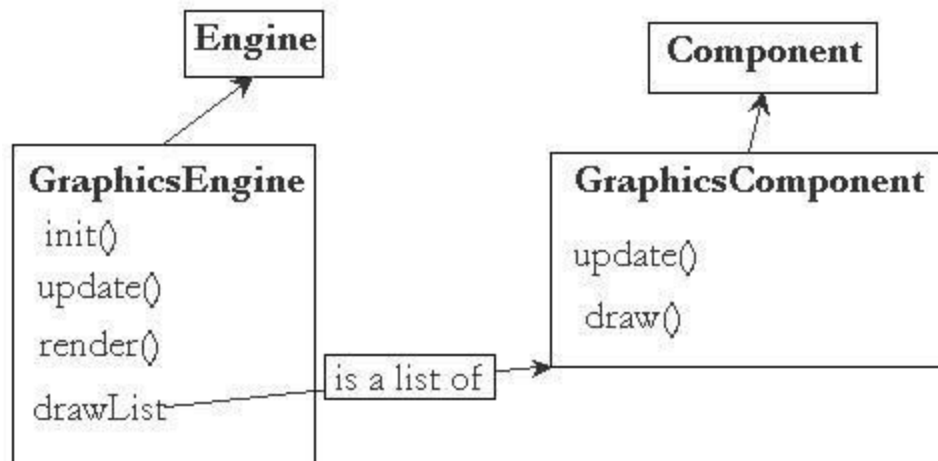 Engine
Component
GraphicsEngine
init()
update()
render()
drawList
is a list of
GraphicsComponent
update()
draw()